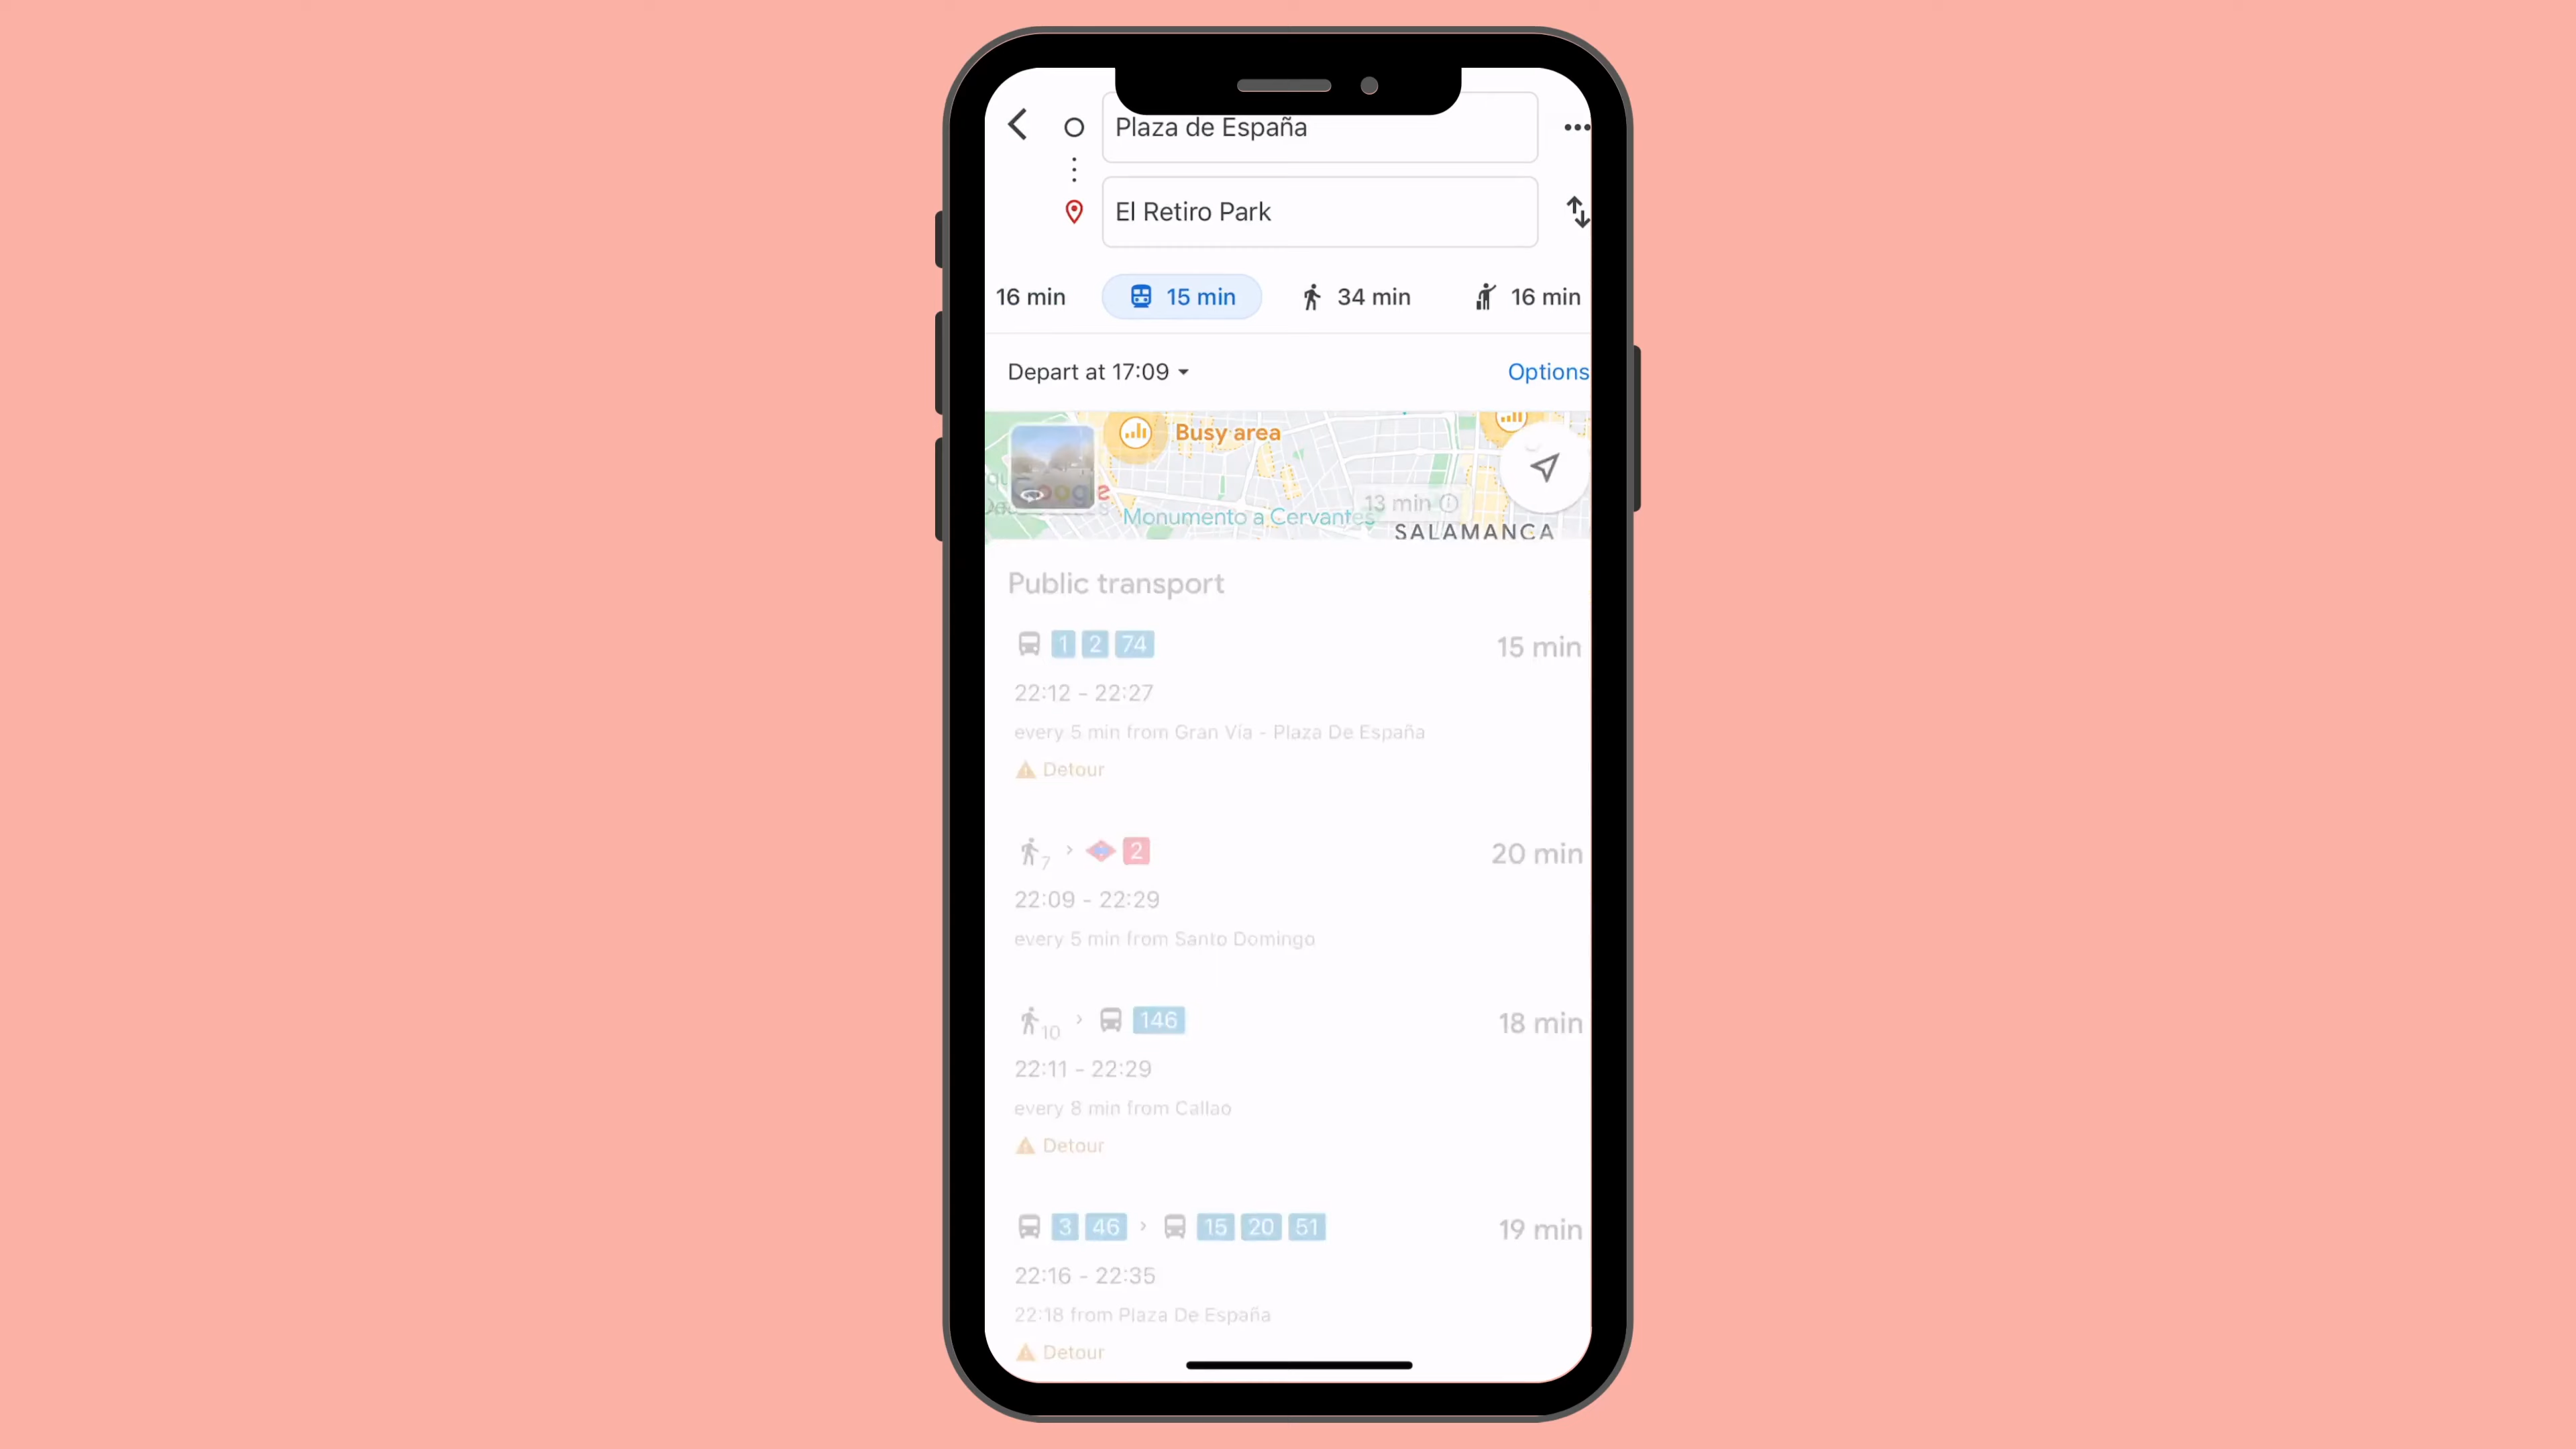 Plaza de España
El Retiro Park
16 min 15 min 34 min 16 min
Depart at 17:09 Options
Busy area
Google
13 min
Monumento a Cervantes
SALAMANCA
Public transport
1 2 74 15 min
22:12 - 22:27
every 5 min from Gran Vía - Plaza De España
Detour
7 2 20 min
22:09 - 22:29
every 5 min from Santo Domingo
10 146 18 min
22:11 - 22:29
every 8 min from Callao
Detour
3 46 15 20 51 19 min
22:16 - 22:35
22:18 from Plaza De España
Detour